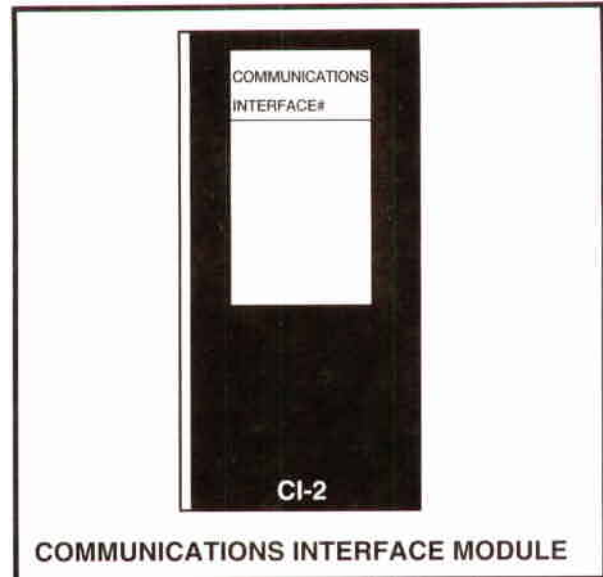 COMMUNICATIONS
INTERFACE#
CI-2
COMMUNICATIONS INTERFACE MODULE